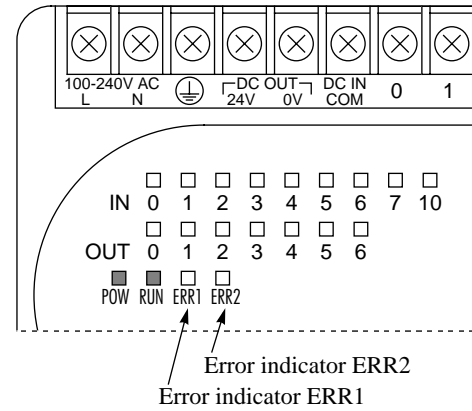 100-240V AC DC OUT DC IN
L N 24V 0V COM 0 1
IN 0 1 2 3 4 5 6 7 10
OUT 0 1 2 3 4 5 6
POW RUN ERR1 ERR2
Error indicator ERR2
Error indicator ERR1